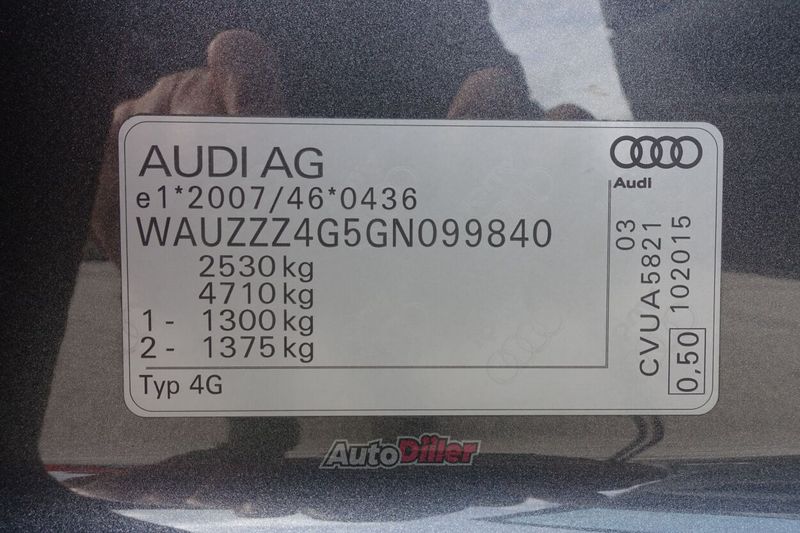 AUDI AG
Audi
e1*2007/46*0436
WAUZZZ4G5GN099840
2530 kg
4710 kg
1 - 1300 kg
2 - 1375 kg
Typ 4G
03
CVUA5821
0,50 102015
AutoDiller